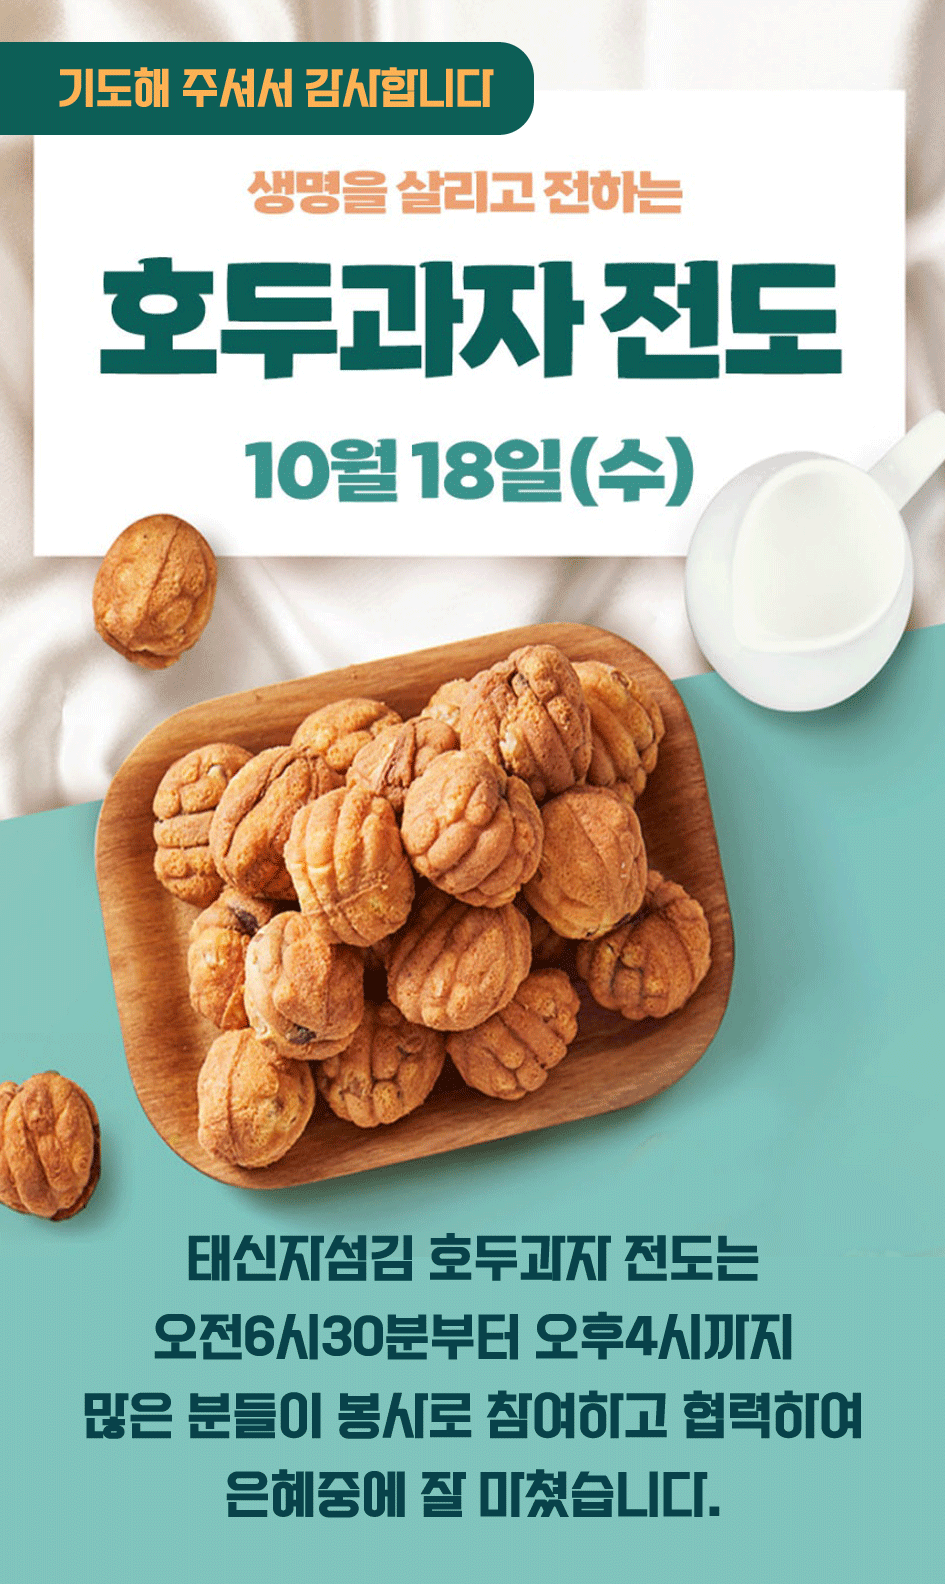 기도해 주셔서 감사합니다
생명을 살리고 전하는
호두과자 전도
10월 18일(수)
태신자섬김 호두과자 전도는
오전6시30분부터 오후4시까지
많은 분들이 봉사로 참여하고 협력하여
은혜중에 잘 마쳤습니다.